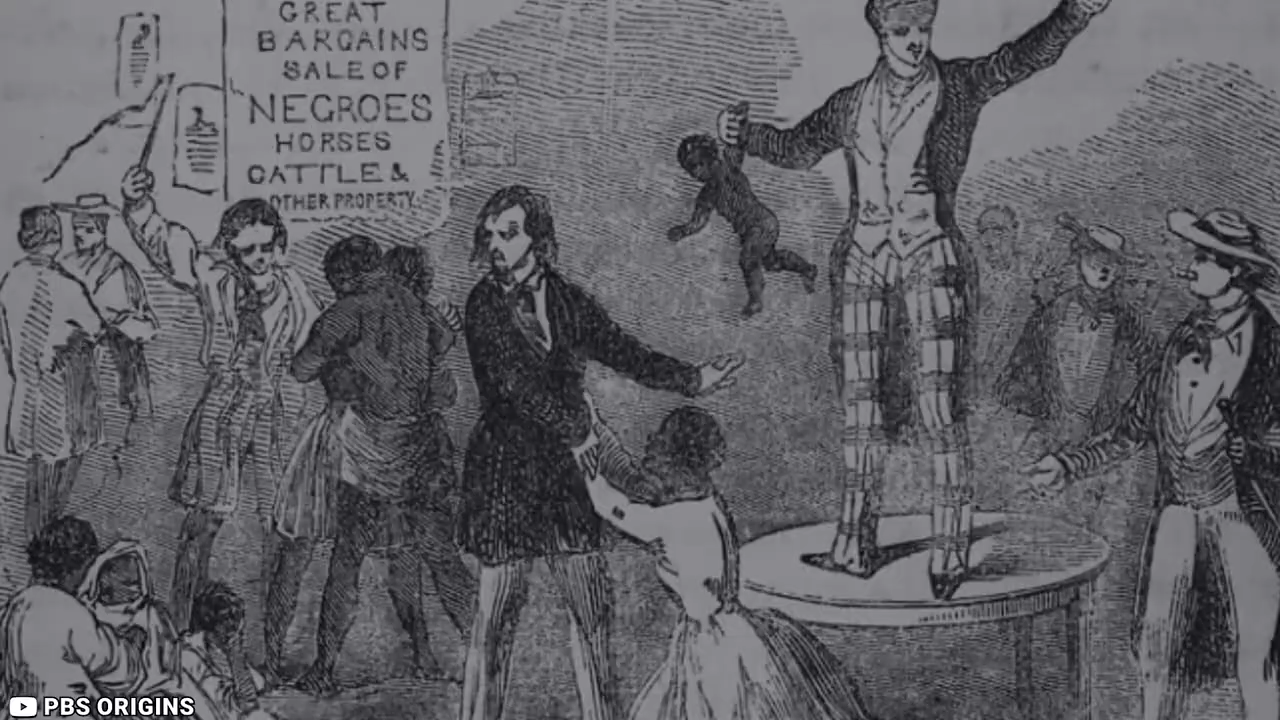 GREAT
BARGAINS
SALE OF
NEGROES
HORSES
CATTLE &
OTHER PROPERTY
PBS ORIGINS